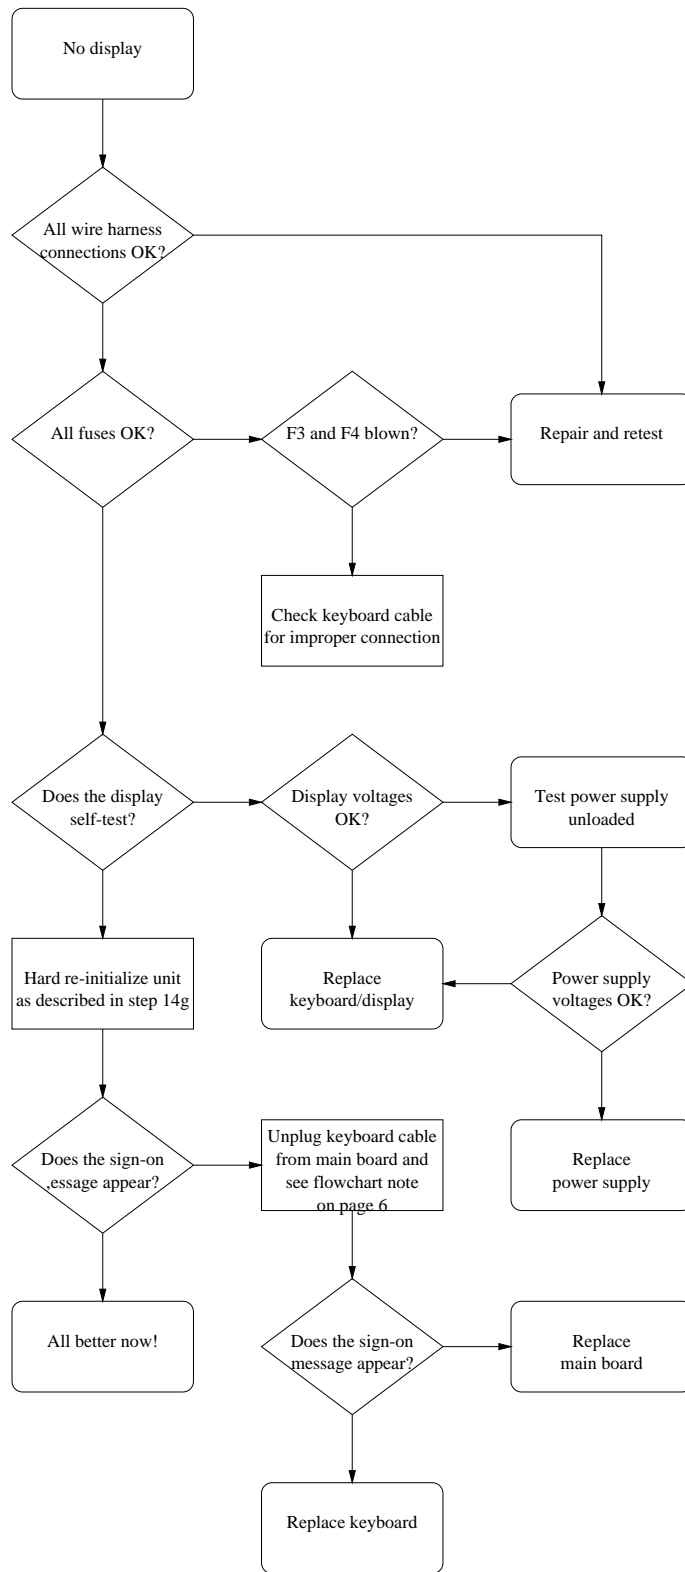 No display
All wire harness
connections OK?
All fuses OK?
F3 and F4 blown?
Repair and retest
Check keyboard cable
for improper connection
Does the display
self-test?
Display voltages
OK?
Test power supply
unloaded
Hard re-initialize unit
as described in step 14g
Replace
keyboard/display
Power supply
voltages OK?
Does the sign-on
,essage appear?
Unplug keyboard cable
from main board and
see flowchart note
on page 6
Replace
power supply
All better now!
Does the sign-on
message appear?
Replace
main board
Replace keyboard